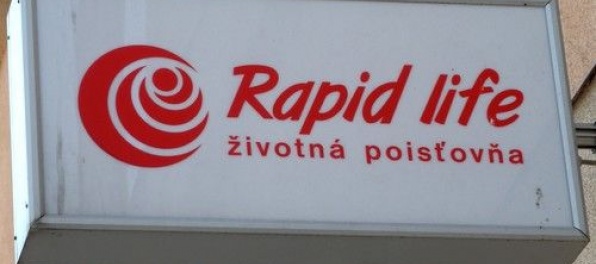 Rapid life
životná poisťovňa